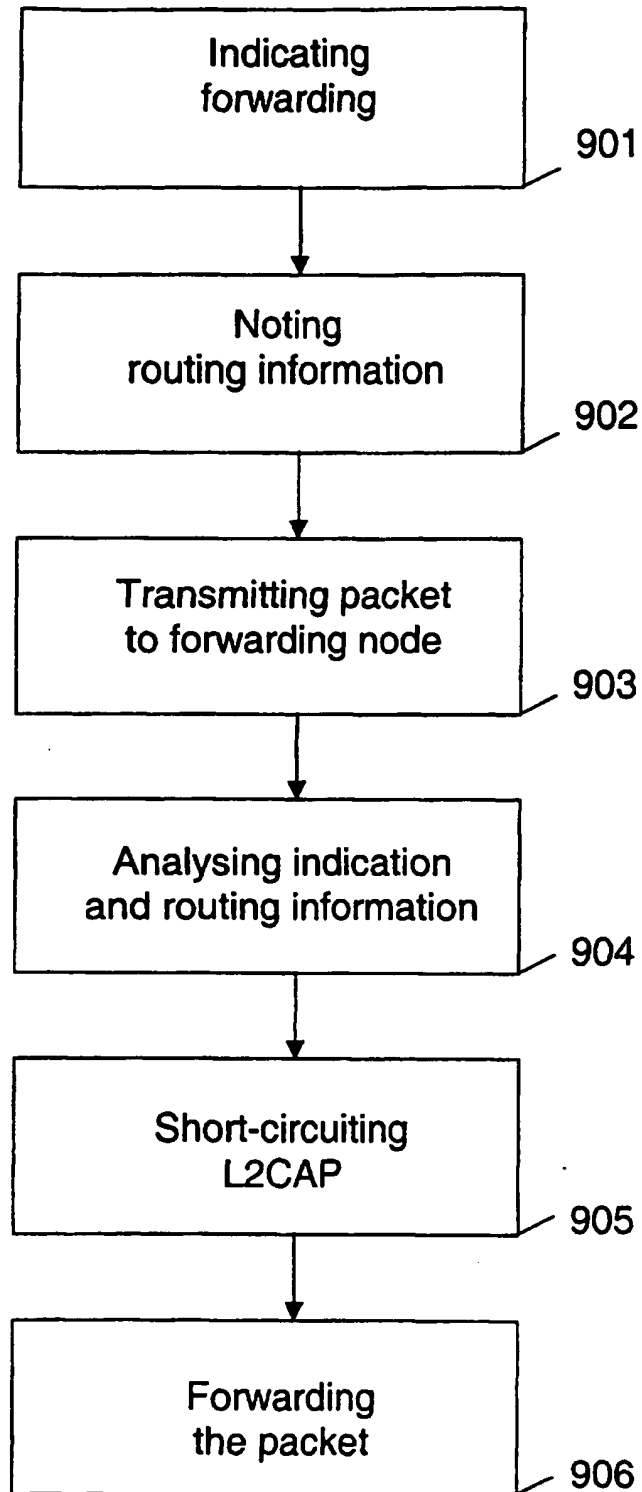 Indicating
forwarding
901
Noting
routing information
902
Transmitting packet
to forwarding node
903
Analysing indication
and routing information
904
Short-circuiting
L2CAP
905
Forwarding
the packet
906